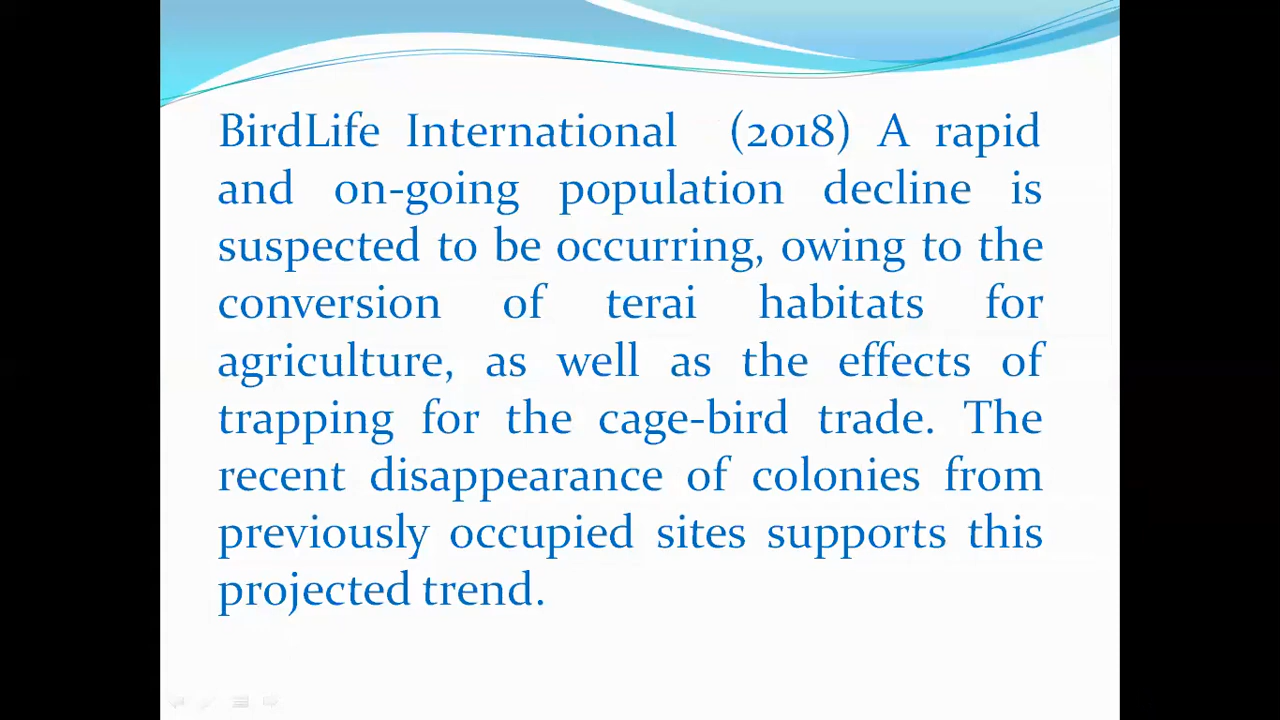 BirdLife International (2018) A rapid
and on-going population decline is
suspected to be occurring, owing to the
conversion of terai habitats for
agriculture, as well as the effects of
trapping for the cage-bird trade. The
recent disappearance of colonies from
previously occupied sites supports this
projected trend.